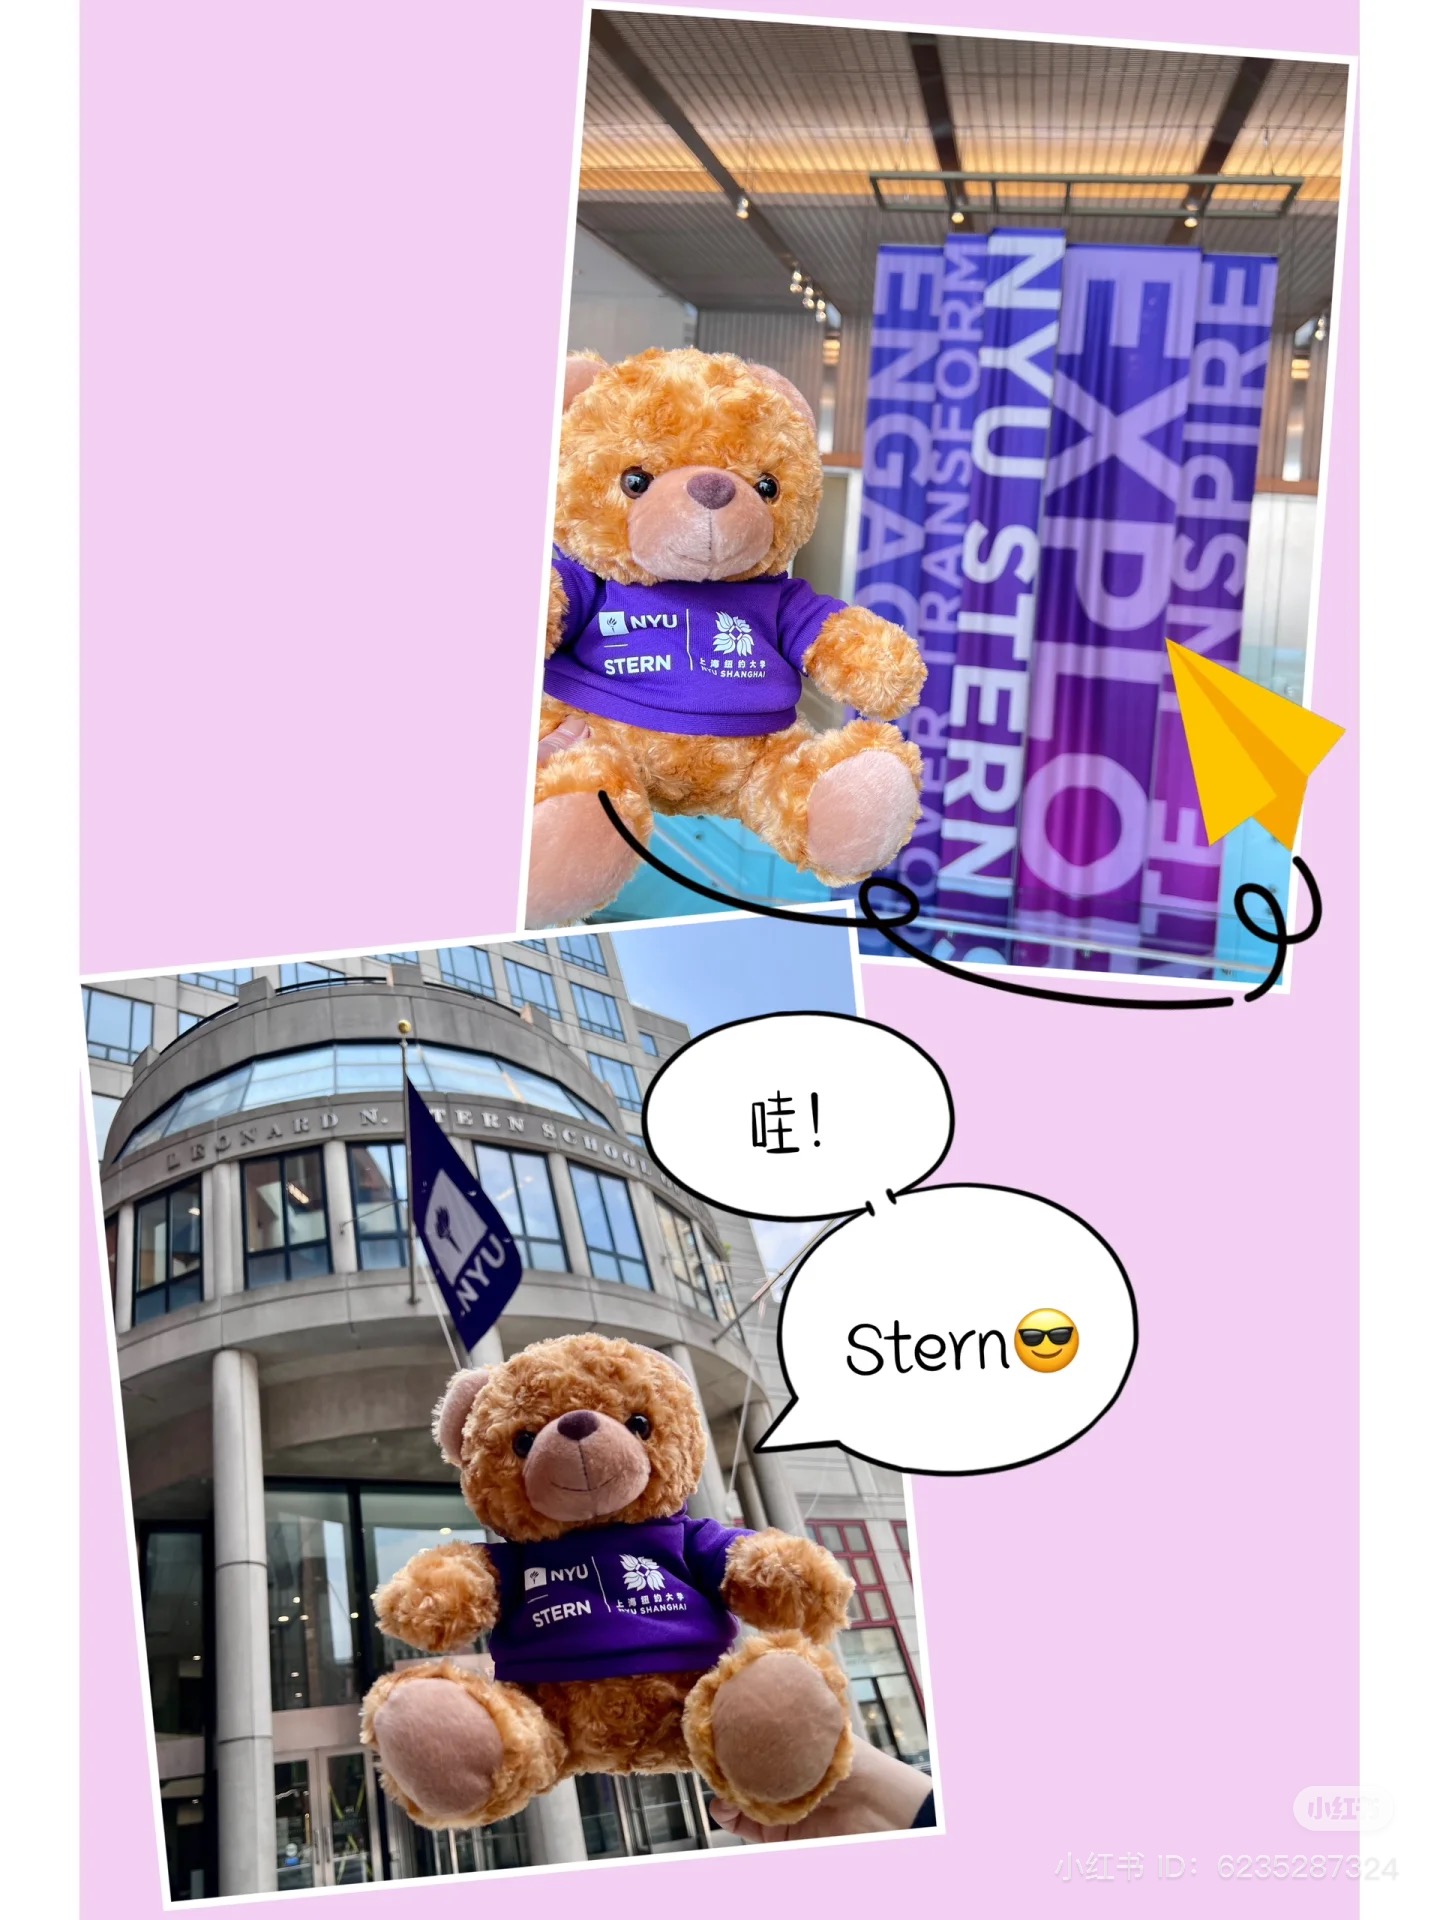 ENGAGE
TRANSFORM
NYU STERN
EXPLO
INSPIRE
OVER
NYU
STERN
上海纽约大学
NYU SHANGHAI
哇!
LEONARD N. STERN SCHOOL
NYU
Stern😎
NYU
STERN
上海纽约大学
NYU SHANGHAI
小红书
小红书 ID: 6235287324